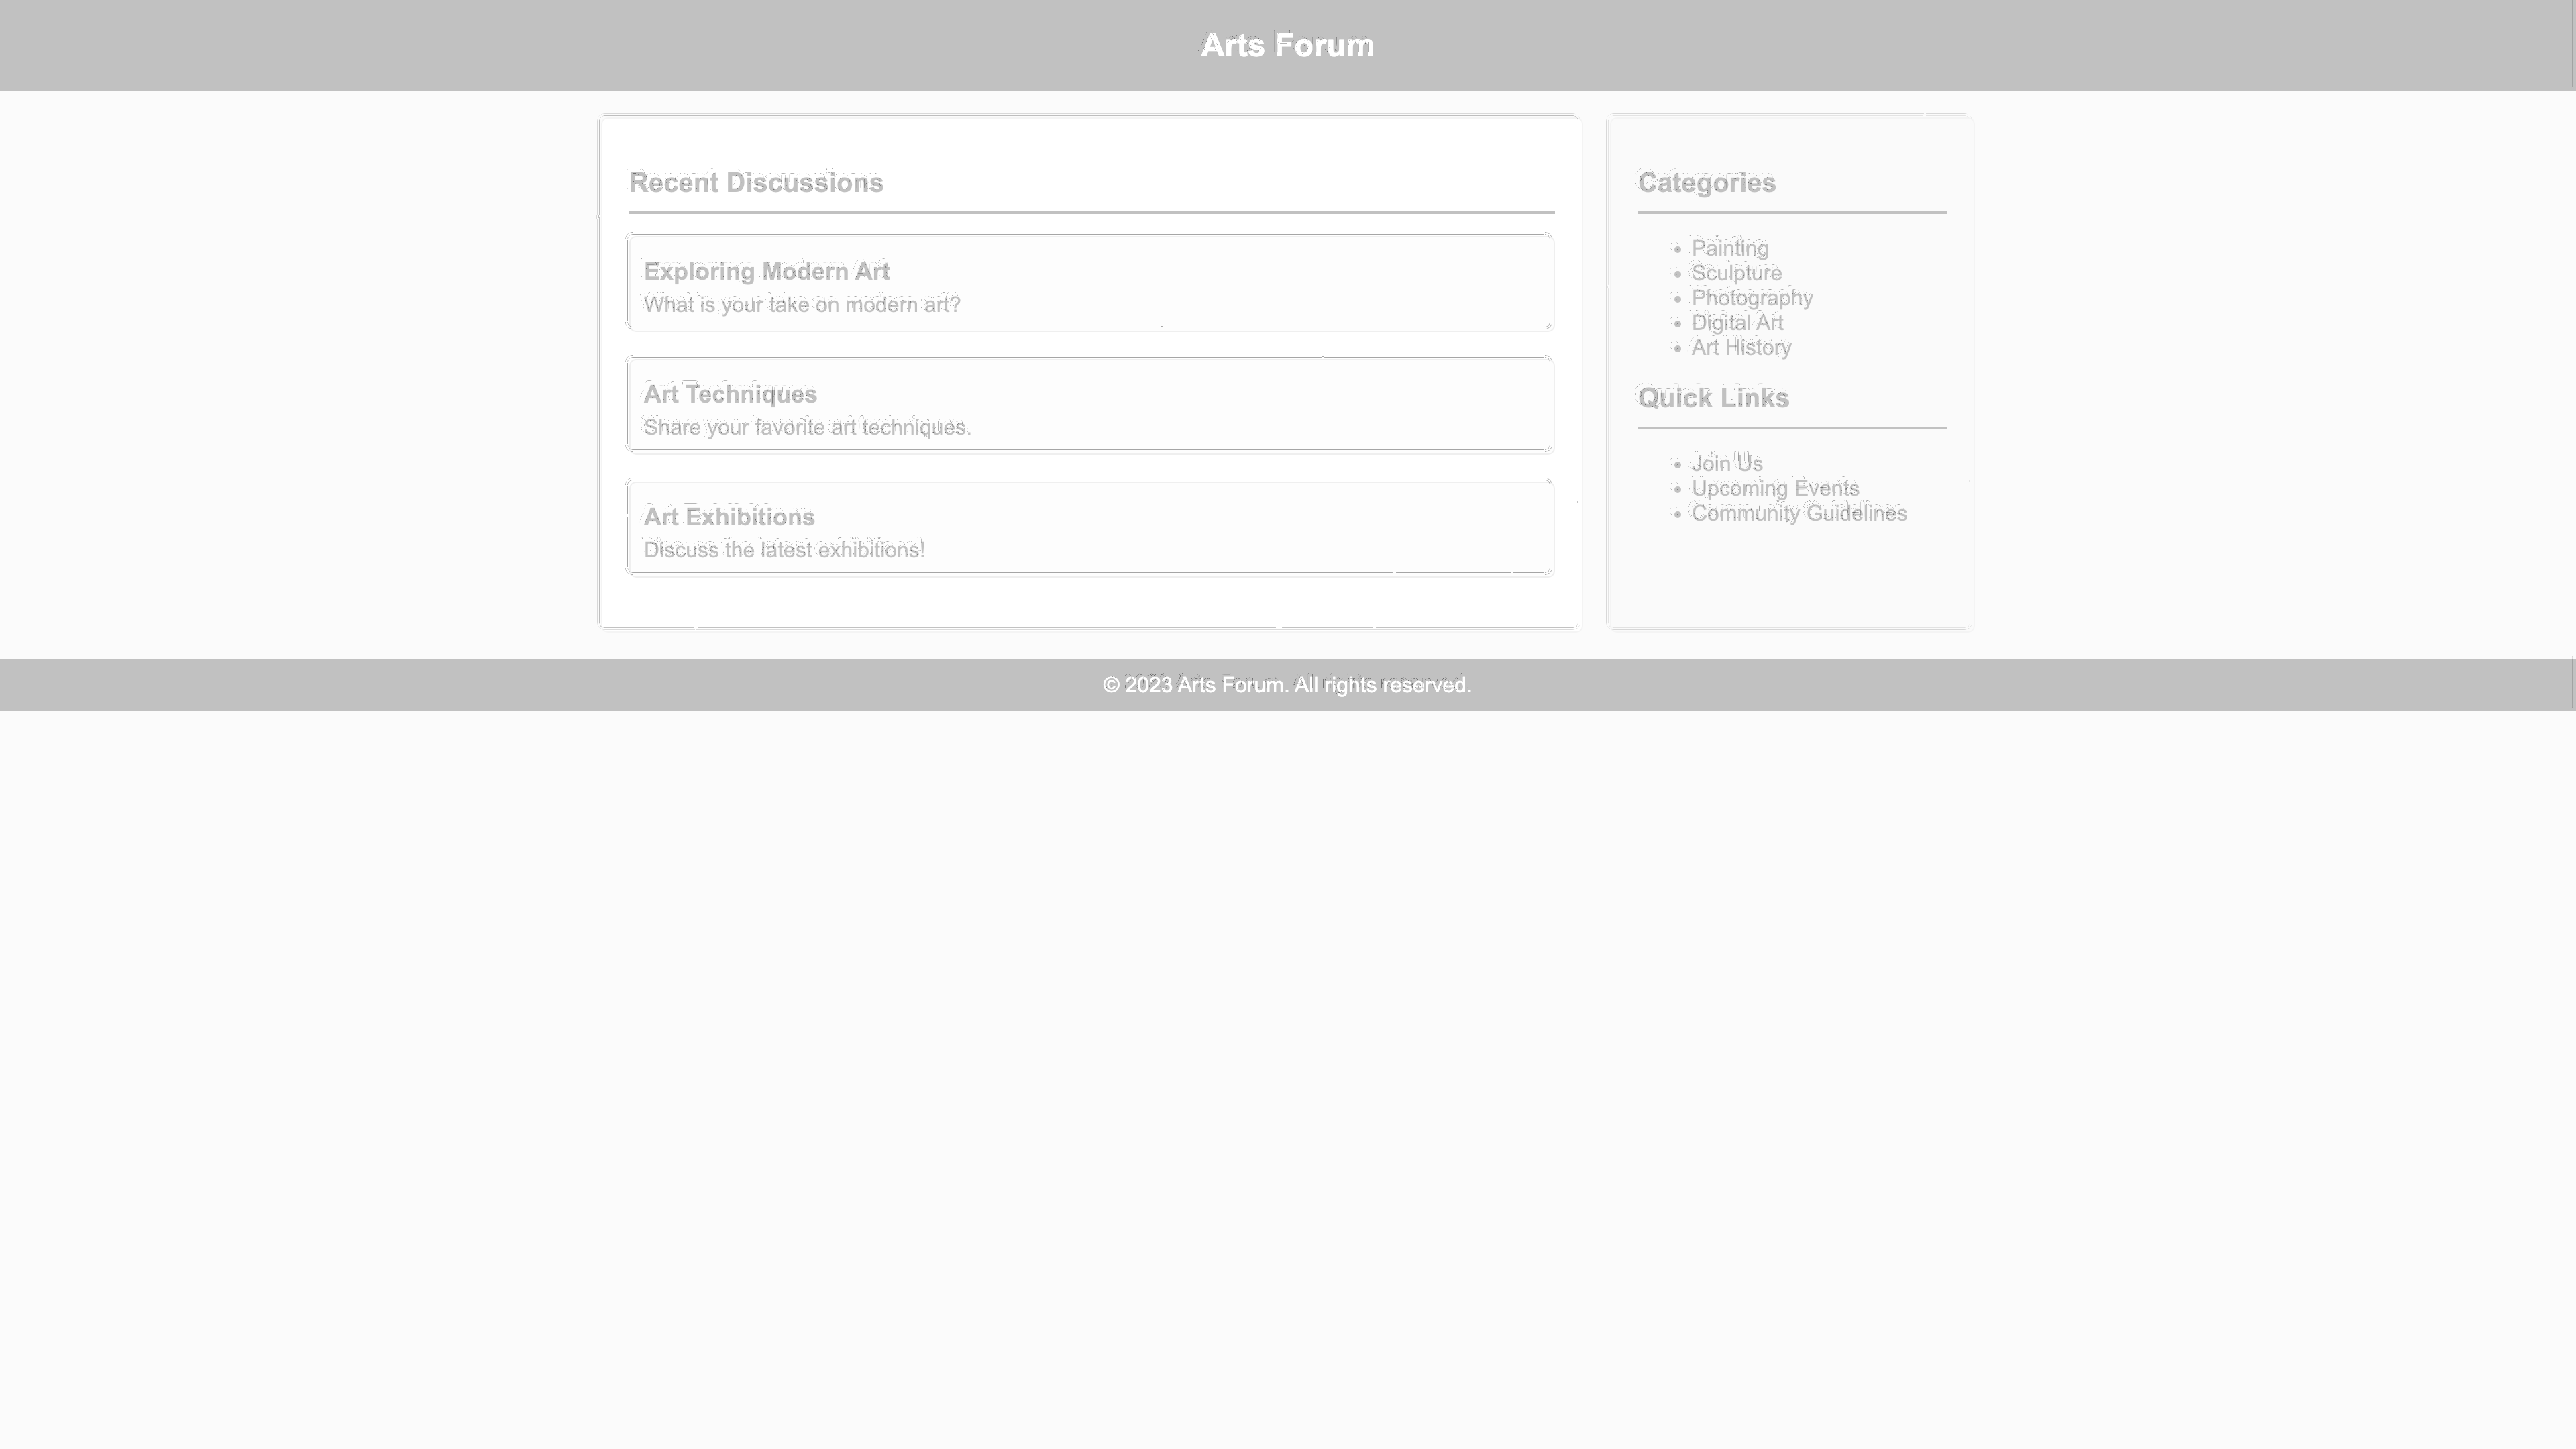 Arts Forum
Recent Discussions
Exploring Modern Art
What is your take on modern art?
Art Techniques
Share your favorite art techniques.
Art Exhibitions
Discuss the latest exhibitions!
Categories
Painting
Sculpture
Photography
Digital Art
Art History
Quick Links
Join Us
Upcoming Events
Community Guidelines
© 2023 Arts Forum. All rights reserved.